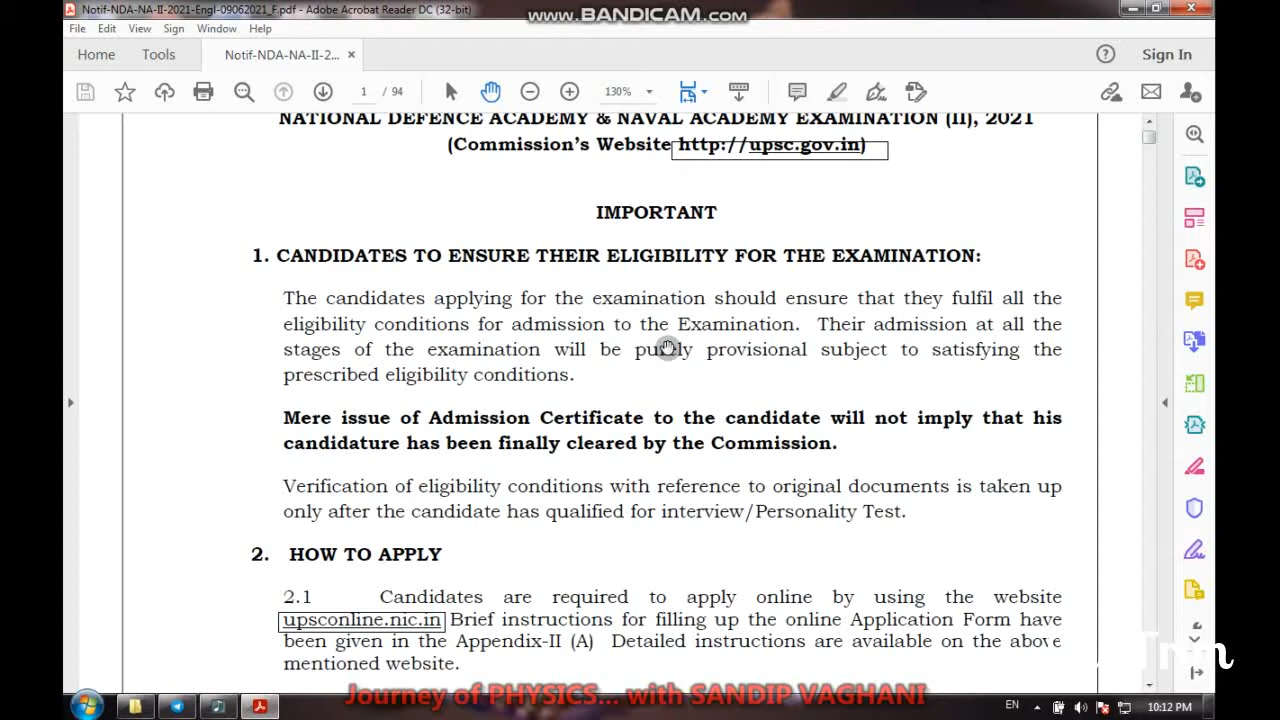 Notif-NDA-NA-II-2021-Engl-09062021_F.pdf - Adobe Acrobat Reader DC (32-bit)
www.BANDICAM.com
File Edit View Sign Window Help
Home Tools Notif-NDA-NA-II-2... × Sign In
1 / 94 130%
NATIONAL DEFENCE ACADEMY & NAVAL ACADEMY EXAMINATION (II), 2021
(Commission's Website http://upsc.gov.in)
IMPORTANT
1. CANDIDATES TO ENSURE THEIR ELIGIBILITY FOR THE EXAMINATION:
The candidates applying for the examination should ensure that they fulfil all the
eligibility conditions for admission to the Examination. Their admission at all the
stages of the examination will be purely provisional subject to satisfying the
prescribed eligibility conditions.
Mere issue of Admission Certificate to the candidate will not imply that his
candidature has been finally cleared by the Commission.
Verification of eligibility conditions with reference to original documents is taken up
only after the candidate has qualified for interview/Personality Test.
2. HOW TO APPLY
2.1 Candidates are required to apply online by using the website
upsconline.nic.in Brief instructions for filling up the online Application Form have
been given in the Appendix-II (A) Detailed instructions are available on the above
mentioned website.
Journey of PHYSICS... with SANDIP VAGHANI
EN 10:12 PM